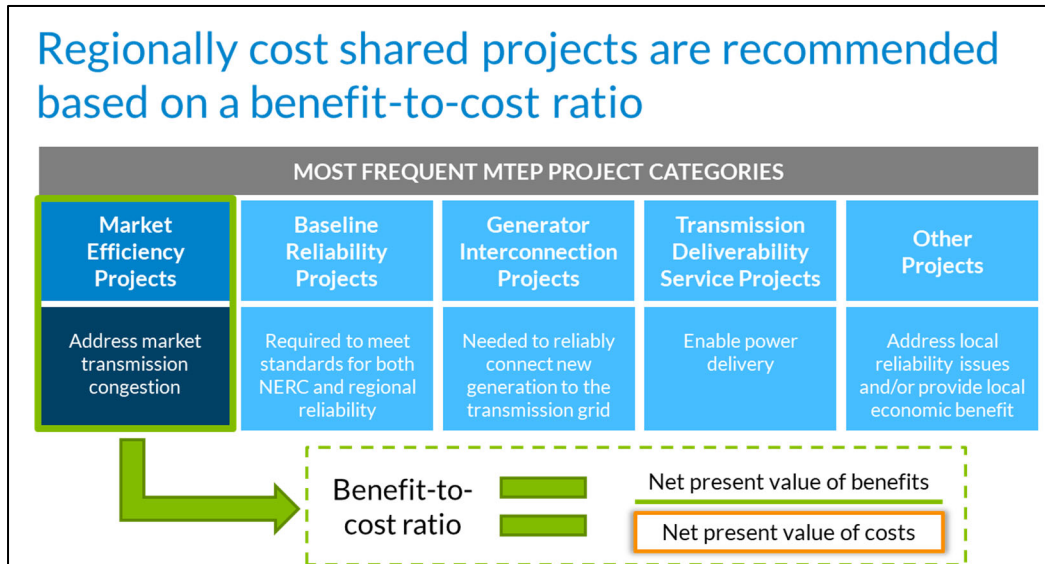 Regionally cost shared projects are recommended
based on a benefit-to-cost ratio
MOST FREQUENT MTEP PROJECT CATEGORIES
Market
Efficiency
Projects
Baseline
Reliability
Projects
Generator
Interconnection
Projects
Transmission
Deliverability
Service Projects
Other
Projects
Address market
transmission
congestion
Required to meet
standards for both
NERC and regional
reliability
Needed to reliably
connect new
generation to the
transmission grid
Enable power
delivery
Address local
reliability issues
and/or provide local
economic benefit
Benefit-to-
cost ratio
Net present value of benefits
Net present value of costs